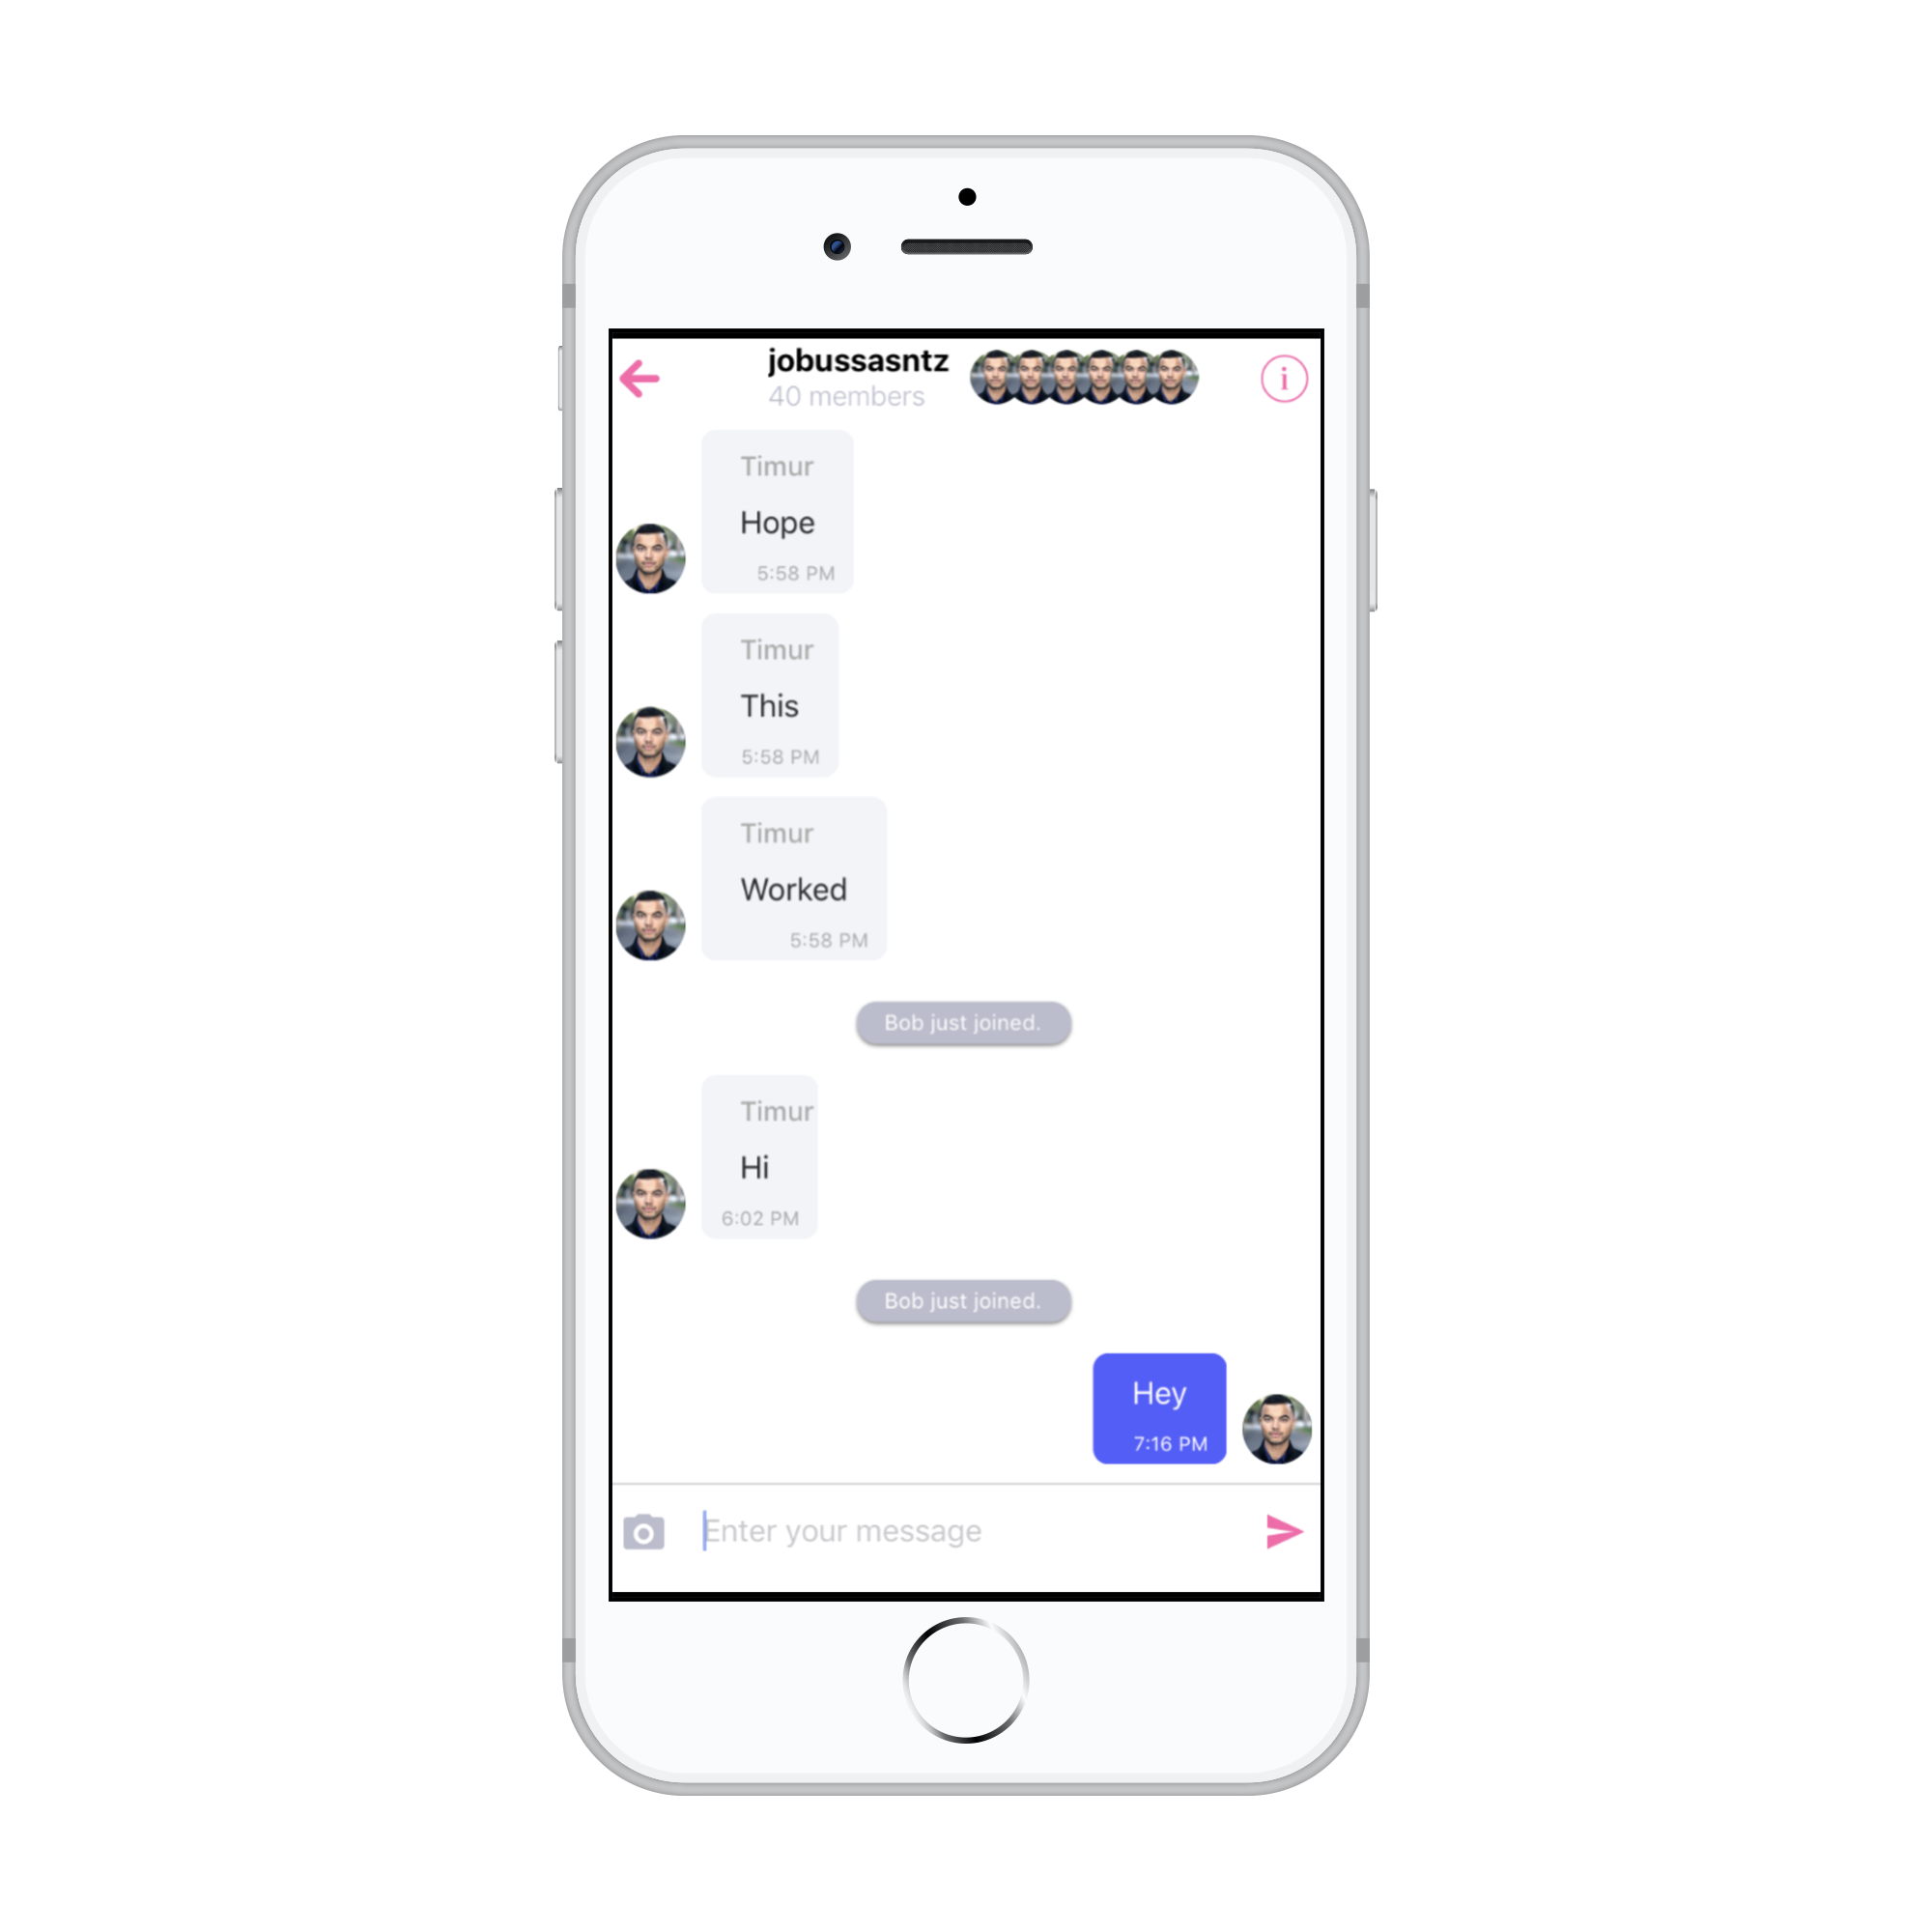 jobussasntz
40 members
i
Timur
Hope
5:58 PM
Timur
This
5:58 PM
Timur
Worked
5:58 PM
Bob just joined.
Timur
Hi
6:02 PM
Bob just joined.
Hey
7:16 PM
Enter your message